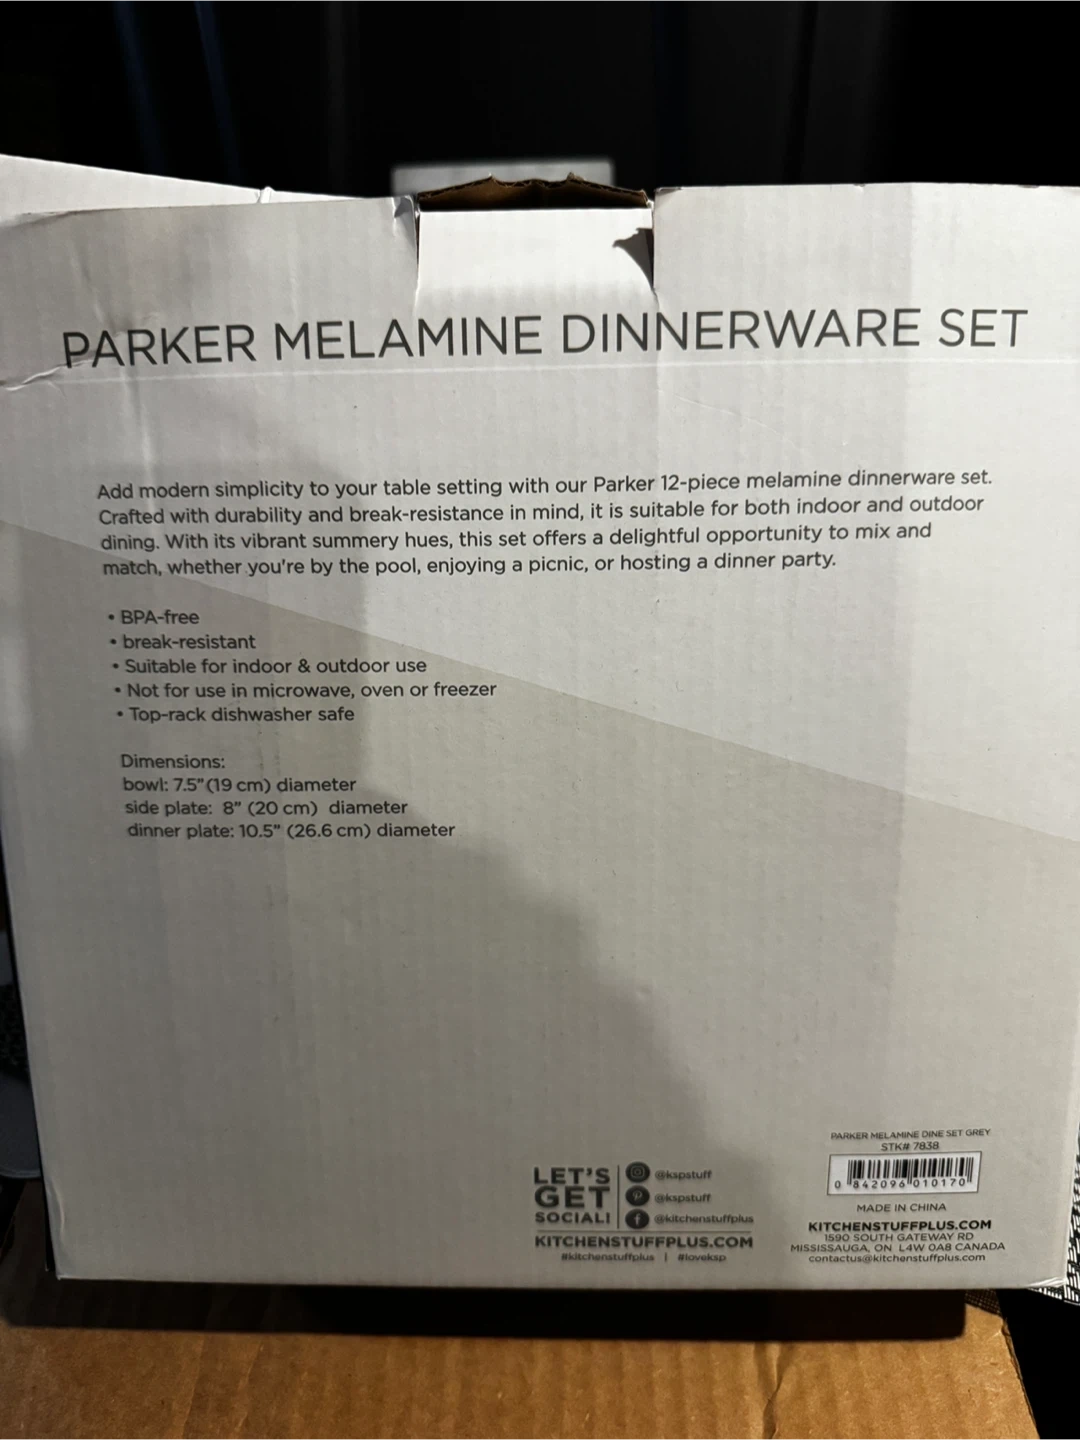 PARKER MELAMINE DINNERWARE SET
Add modern simplicity to your table setting with our Parker 12-piece melamine dinnerware set.
Crafted with durability and break-resistance in mind, it is suitable for both indoor and outdoor
dining. With its vibrant summery hues, this set offers a delightful opportunity to mix and
match, whether you're by the pool, enjoying a picnic, or hosting a dinner party.
• BPA-free
• break-resistant
• Suitable for indoor & outdoor use
• Not for use in microwave, oven or freezer
• Top-rack dishwasher safe
Dimensions:
bowl: 7.5" (19 cm) diameter
side plate: 8" (20 cm) diameter
dinner plate: 10.5" (26.6 cm) diameter
LET'S
GET
SOCIAL!
@kspstuff
@kspstuff
@kitchenstuffplus
KITCHENSTUFFPLUS.COM
#kitchenstuffplus | #loveksp
PARKER MELAMINE DINE SET GREY
STK# 7838
0 842096 010170
MADE IN CHINA
KITCHENSTUFFPLUS.COM
1590 SOUTH GATEWAY RD
MISSISSAUGA, ON L4W 0A8 CANADA
contactus@kitchenstuffplus.com